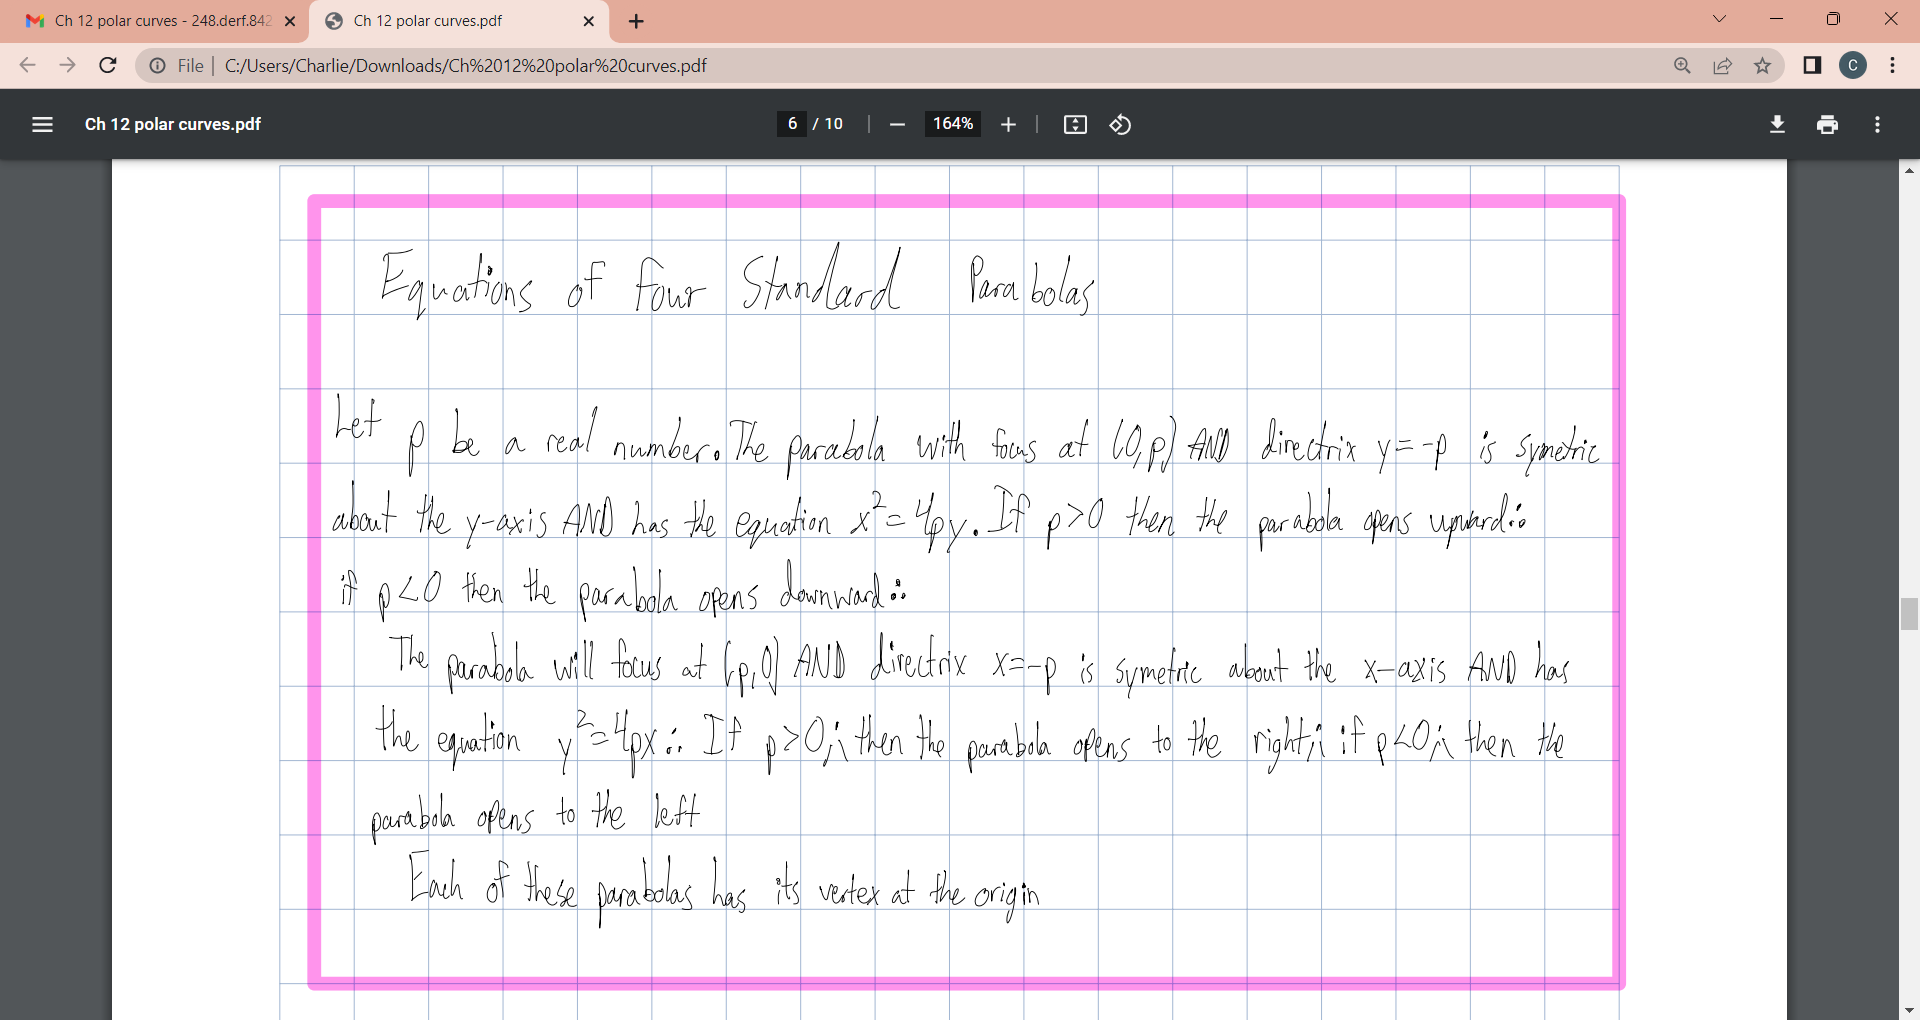 Ch 12 polar curves - 248.derf.842
Ch 12 polar curves.pdf
File | C:/Users/Charlie/Downloads/Ch%2012%20polar%20curves.pdf
C
Ch 12 polar curves.pdf
6 / 10
164%
Equations of four Standard Parabolas
Let p be a real number. The parabola with focus at (0,p) AND directrix y=-p is symetric
about the y-axis AND has the equation x²=4py. If p>0 then the parabola opens upward∴
if p<0 then the parabola opens downward∴
The parabola will focus at (p,0) AND directrix x=-p is symetric about the x-axis AND has
the equation y²=4px∴ If p>0; then the parabola opens to the right; if p<0; then the
parabola opens to the left
Each of these parabolas has its vertex at the origin